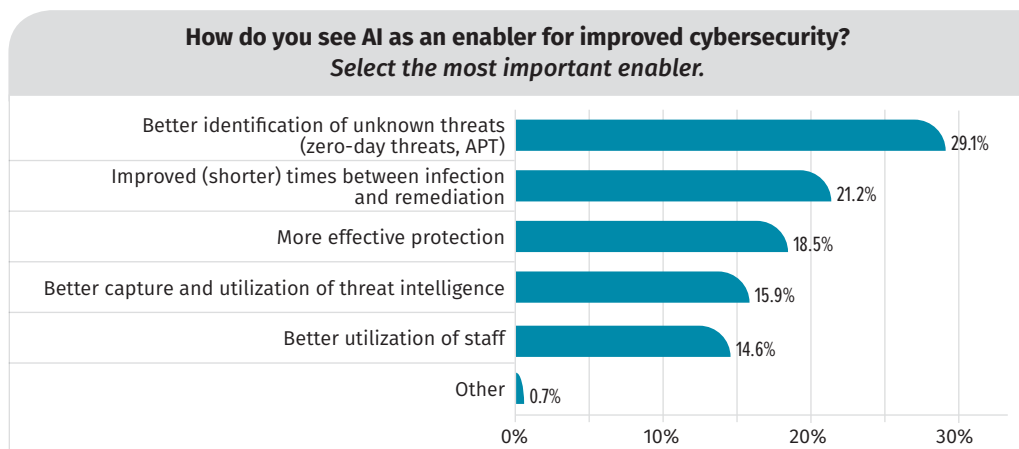 How do you see AI as an enabler for improved cybersecurity?
Select the most important enabler.
Better identification of unknown threats
(zero-day threats, APT)
29.1%
Improved (shorter) times between infection
and remediation
21.2%
More effective protection
18.5%
Better capture and utilization of threat intelligence
15.9%
Better utilization of staff
14.6%
Other
0.7%
0% 10% 20% 30%